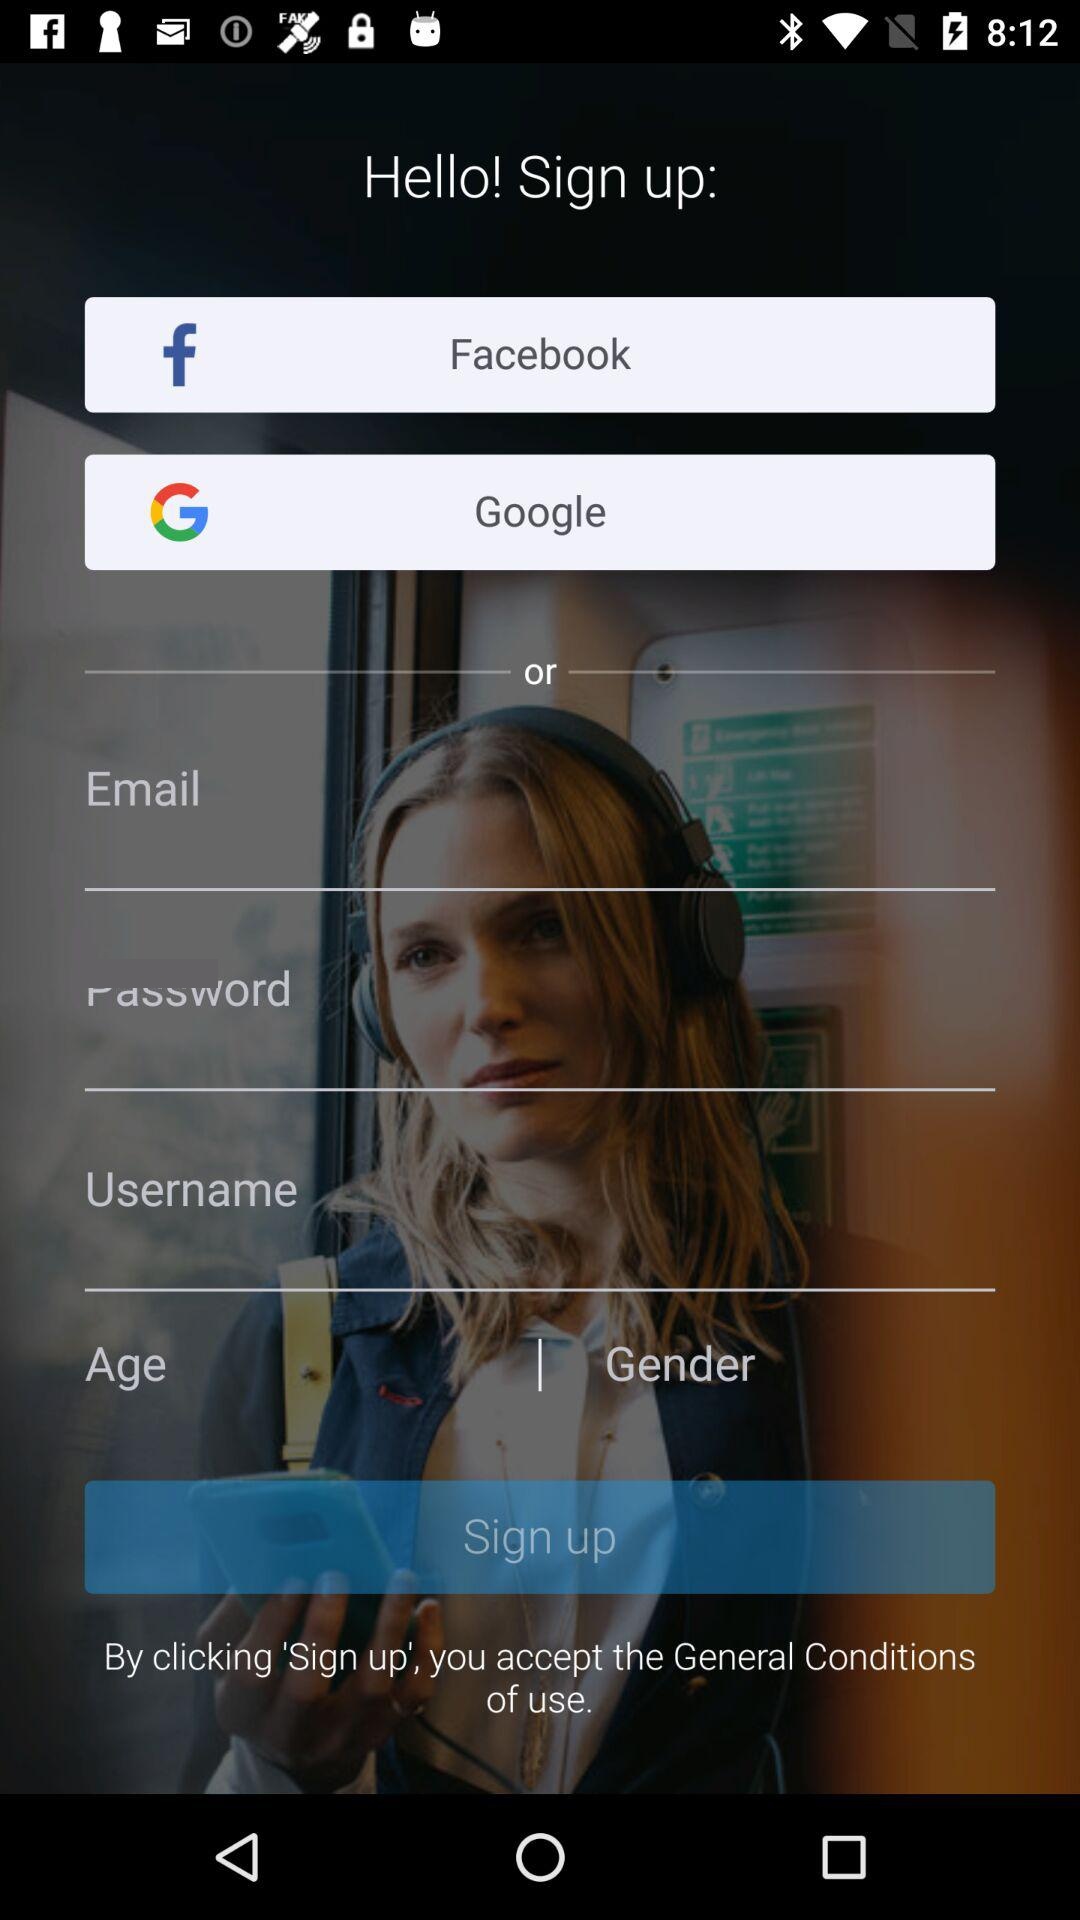 FAKE
8:12
Hello! Sign up:
Facebook
Google
or
Email
Password
Username
Age
Gender
Sign up
By clicking 'Sign up', you accept the General Conditions
of use.